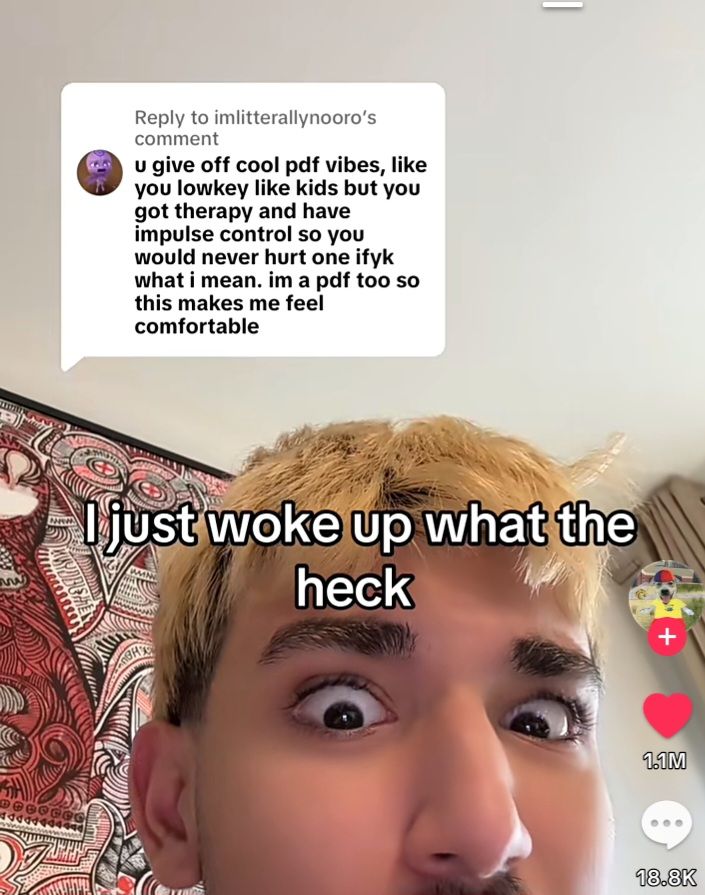 Reply to imlitterallynooro's
comment
u give off cool pdf vibes, like
you lowkey like kids but you
got therapy and have
impulse control so you
would never hurt one ifyk
what i mean. im a pdf too so
this makes me feel
comfortable
I just woke up what the
heck
1.1M
18.8K